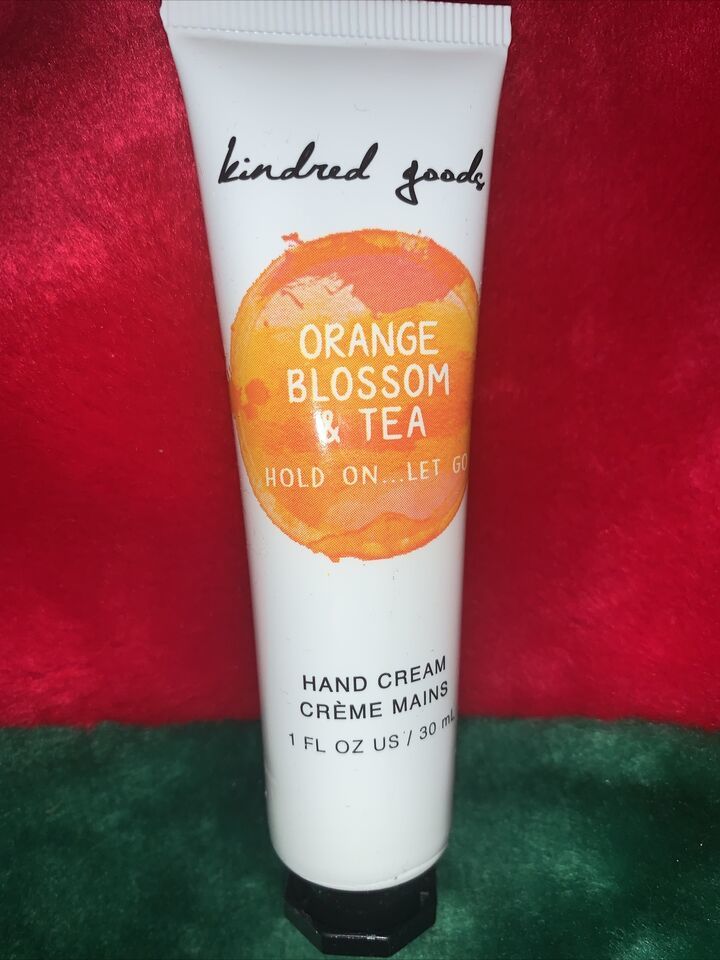 kindred goods
ORANGE
BLOSSOM
& TEA
HOLD ON...LET GO
HAND CREAM
CRÈME MAINS
1 FL OZ US / 30 mL